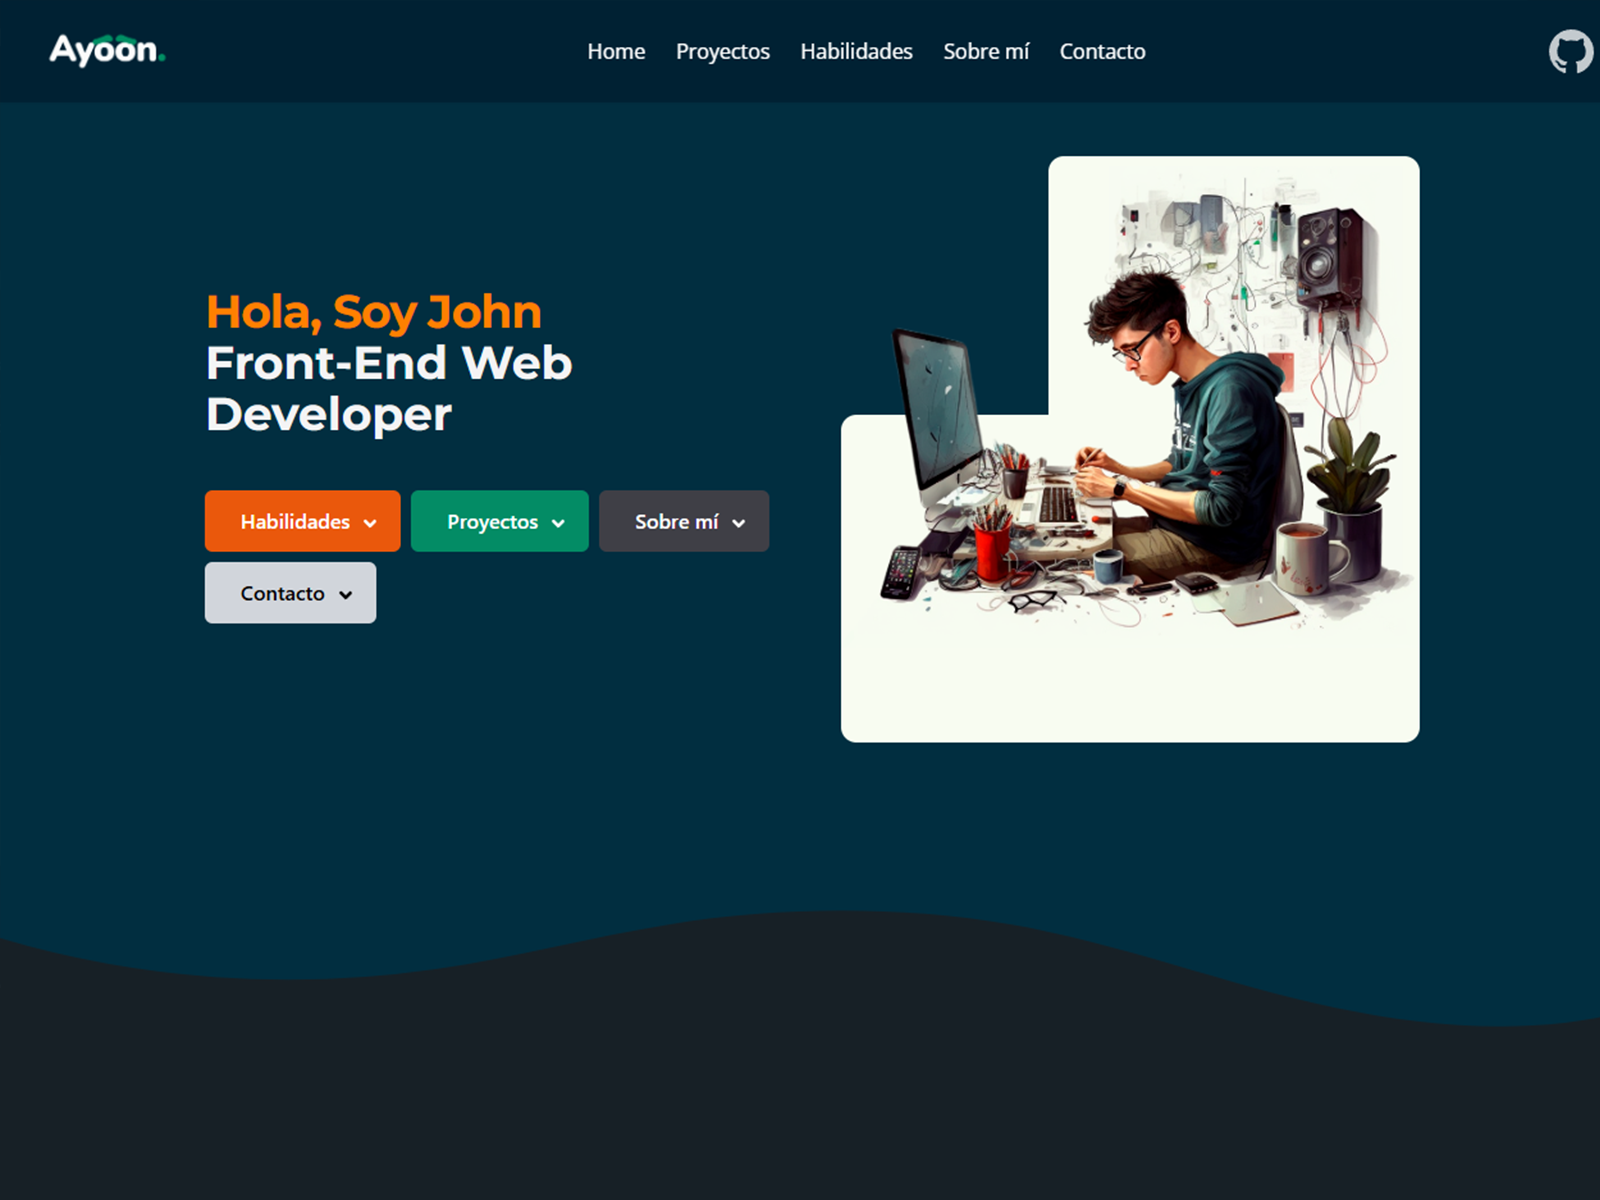 Ayoon.
Home Proyectos Habilidades Sobre mí Contacto
Hola, Soy John
Front-End Web
Developer
Habilidades Proyectos Sobre mí
Contacto